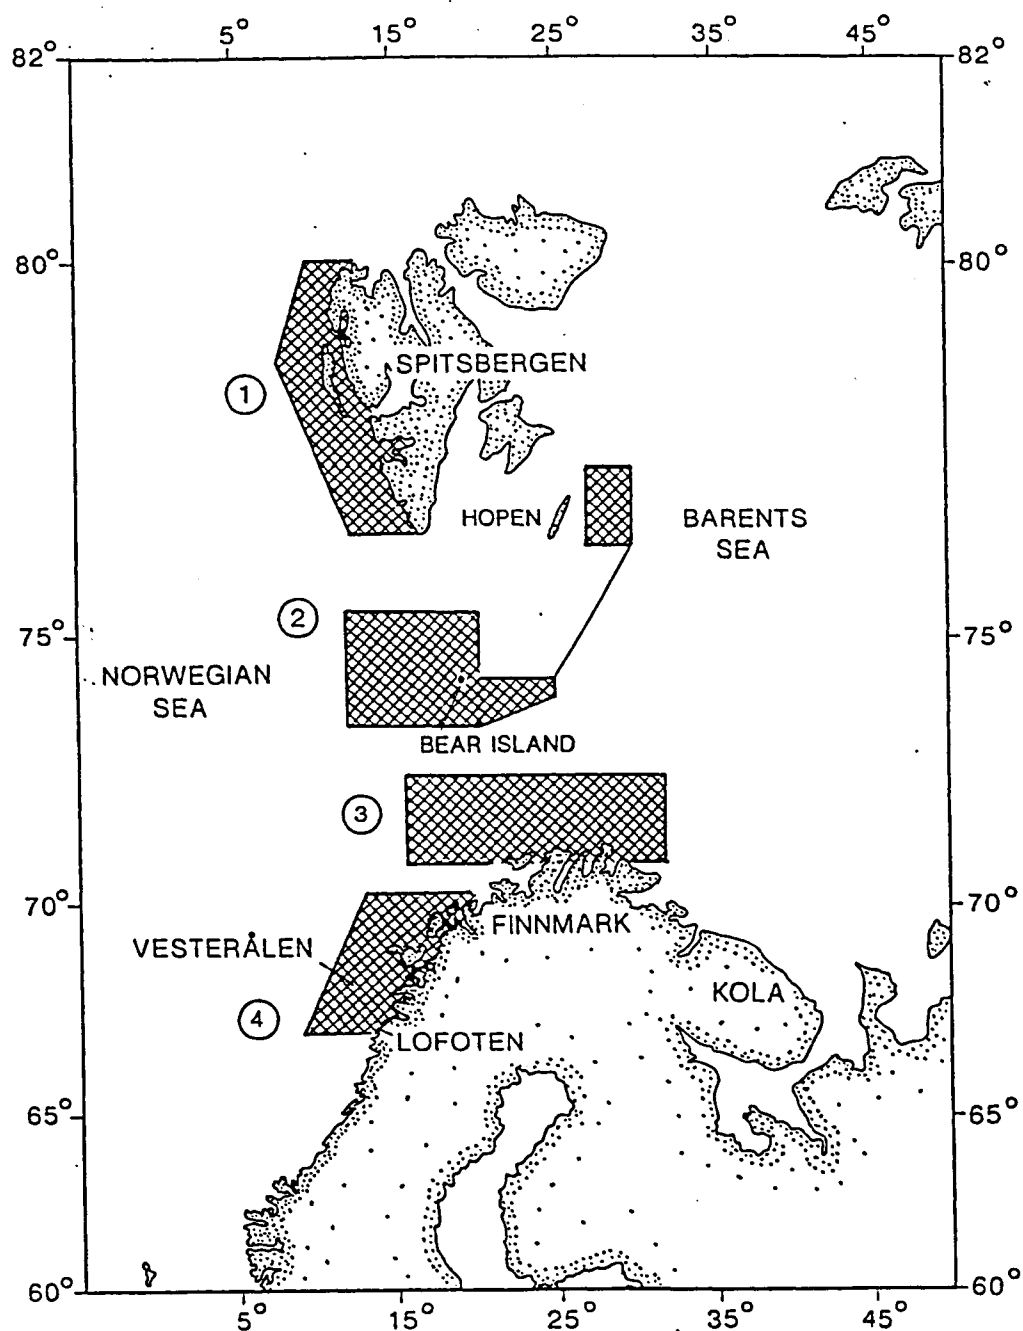 5° 15° 25° 35° 45°
82° 82°
80° 80°
SPITSBERGEN
1
HOPEN
BARENTS
SEA
2
75° 75°
NORWEGIAN
SEA
BEAR ISLAND
3
70° 70°
FINNMARK
VESTERÅLEN
KOLA
4
LOFOTEN
65° 65°
60° 60°
5° 15° 25° 35° 45°